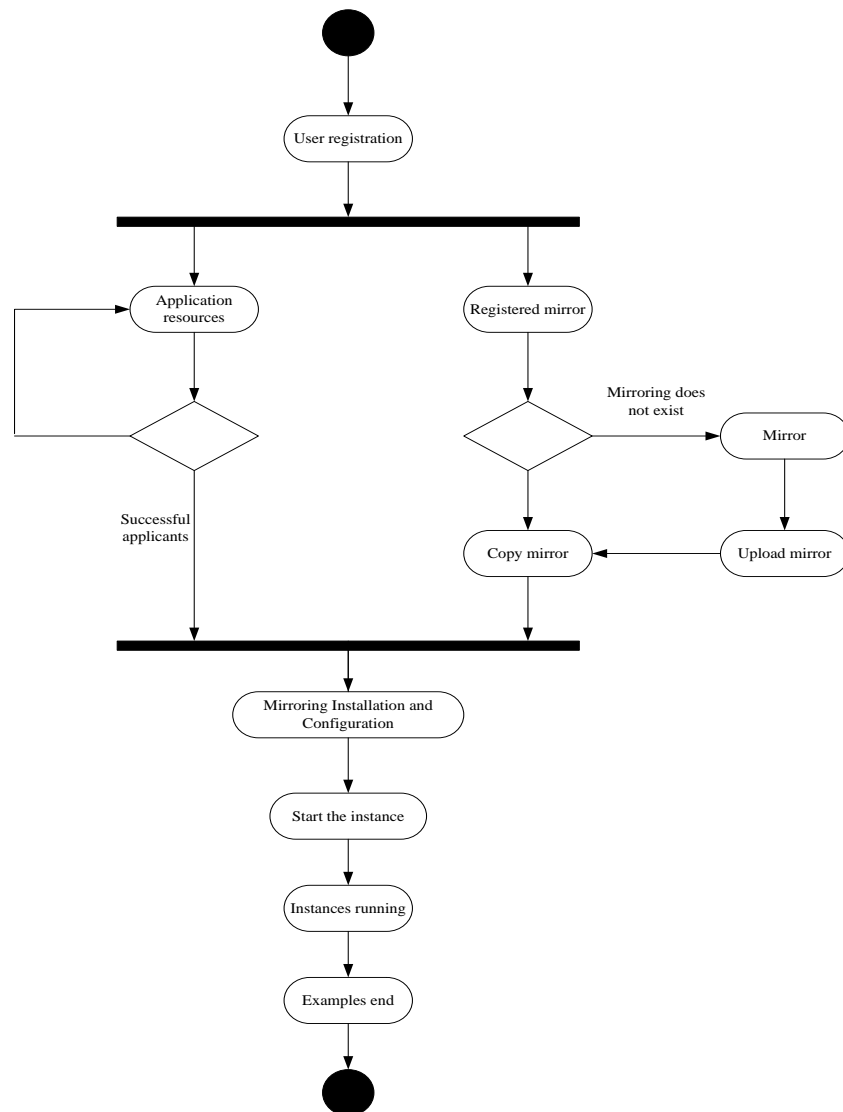 User registration
Application
resources
Registered mirror
Mirroring does
not exist
Mirror
Successful
applicants
Copy mirror
Upload mirror
Mirroring Installation and
Configuration
Start the instance
Instances running
Examples end